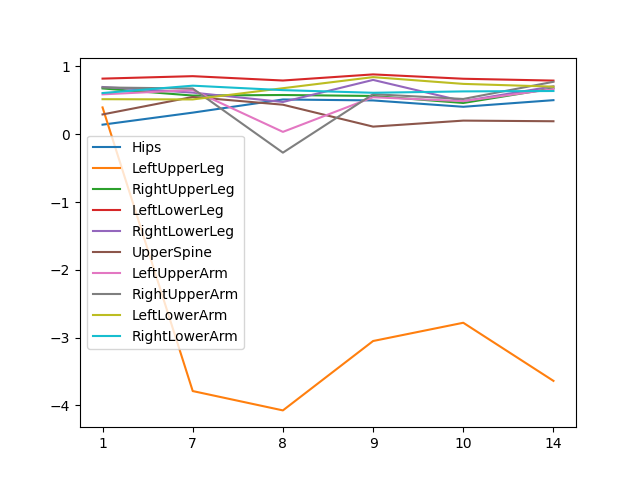 1
0
−1
−2
−3
−4
Hips
LeftUpperLeg
RightUpperLeg
LeftLowerLeg
RightLowerLeg
UpperSpine
LeftUpperArm
RightUpperArm
LeftLowerArm
RightLowerArm
1 7 8 9 10 14